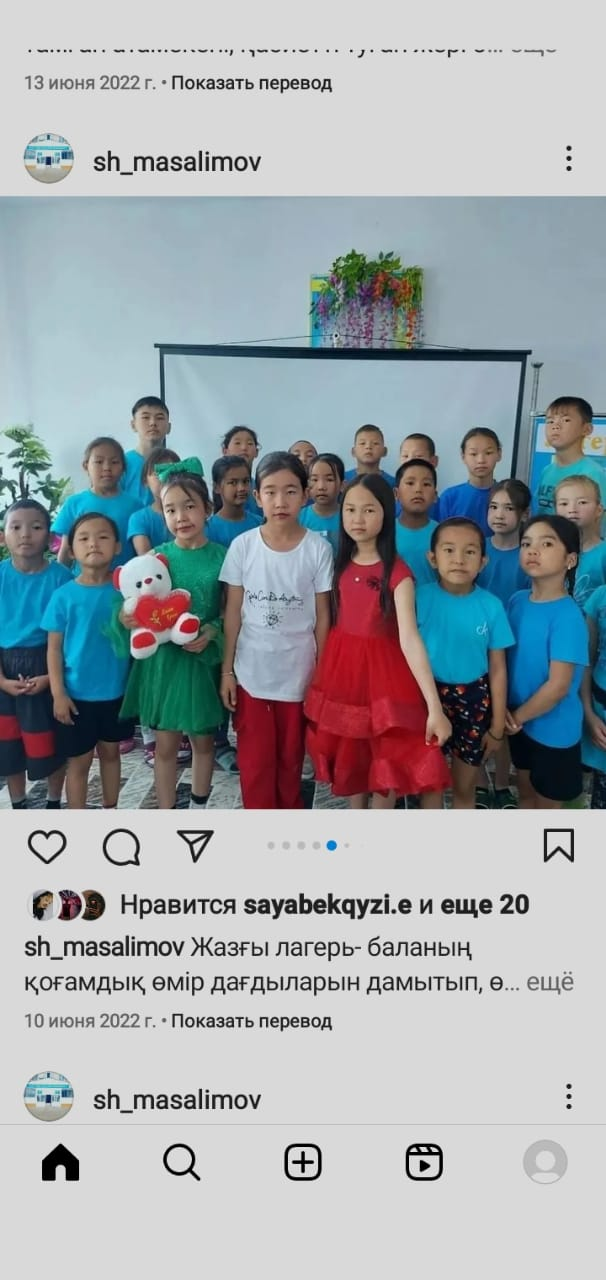 13 июня 2022 г. • Показать перевод
sh_masalimov
Нравится sayabekqyzi.e и еще 20
sh_masalimov Жазғы лагерь- баланың
қоғамдық өмір дағдыларын дамытып, ө... ещё
10 июня 2022 г. • Показать перевод
sh_masalimov